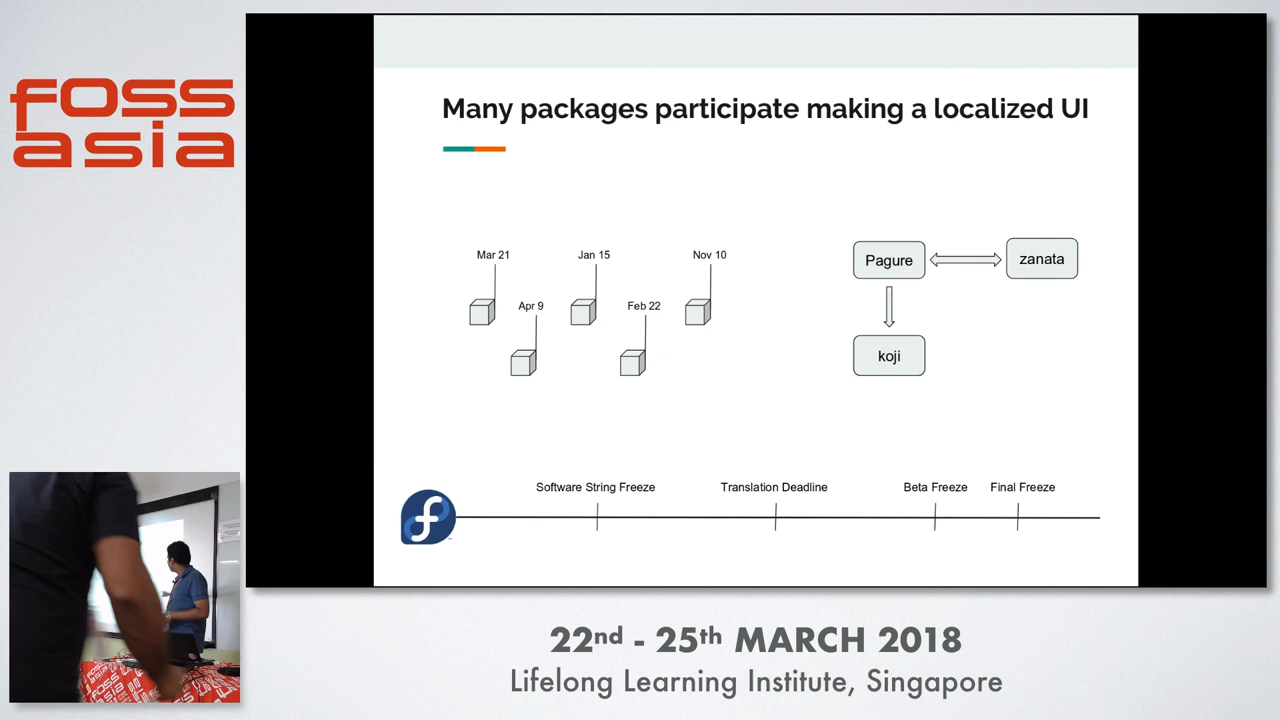 foss
asia
Many packages participate making a localized UI
Mar 21
Jan 15
Nov 10
Apr 9
Feb 22
Pagure
zanata
koji
Software String Freeze
Translation Deadline
Beta Freeze
Final Freeze
22nd - 25th MARCH 2018
Lifelong Learning Institute, Singapore
FOSS
asia